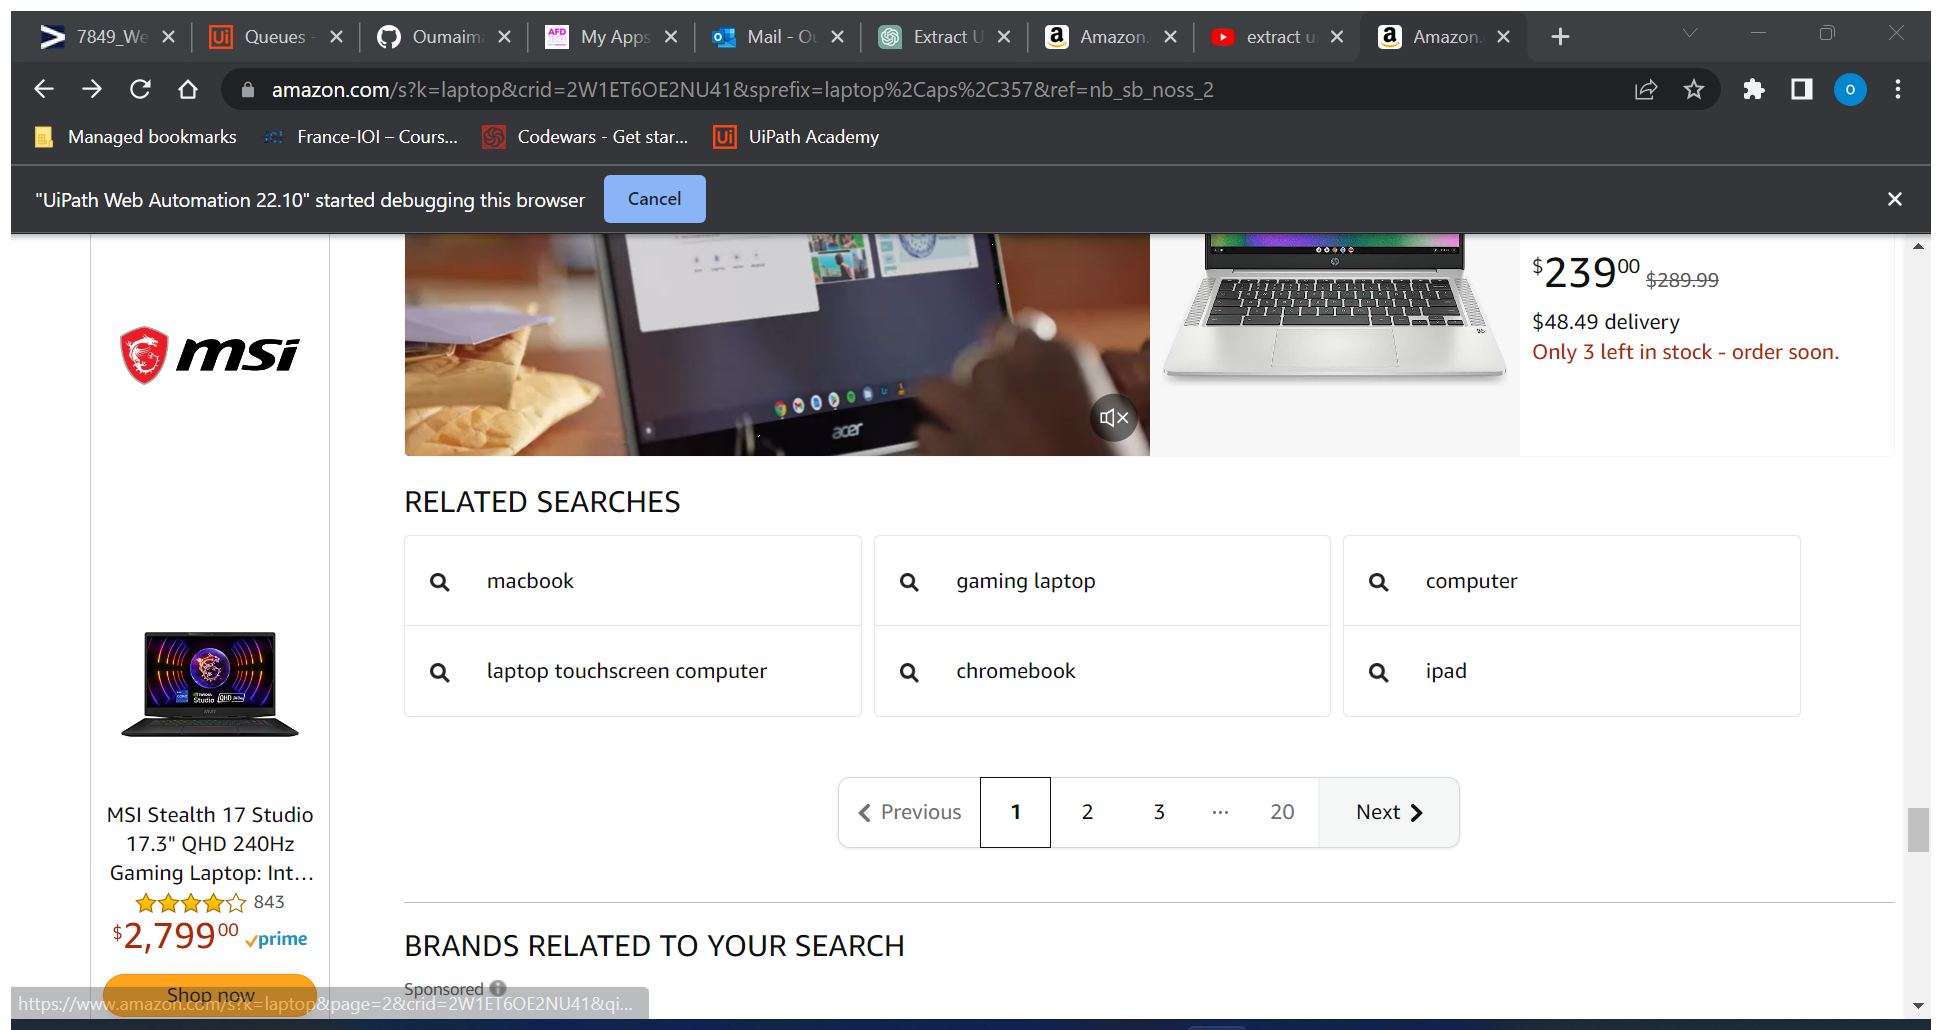 7849_We
Queues -
Oumaim
My Apps
Mail - Ou
Extract U
Amazon.
extract u
Amazon.
amazon.com/s?k=laptop&crid=2W1ET6OE2NU41&sprefix=laptop%2Caps%2C357&ref=nb_sb_noss_2
Managed bookmarks
France-IOI – Cours...
Codewars - Get star...
UiPath Academy
"UiPath Web Automation 22.10" started debugging this browser
Cancel
msi
acer
$239.00 $289.99
$48.49 delivery
Only 3 left in stock - order soon.
RELATED SEARCHES
macbook
gaming laptop
computer
laptop touchscreen computer
chromebook
ipad
Previous 1 2 3 ... 20 Next
MSI Stealth 17 Studio
17.3" QHD 240Hz
Gaming Laptop: Int...
843
$2,799.00 prime
Shop now
BRANDS RELATED TO YOUR SEARCH
Sponsored
https://www.amazon.com/s?k=laptop&page=2&crid=2W1ET6OE2NU41&qi...